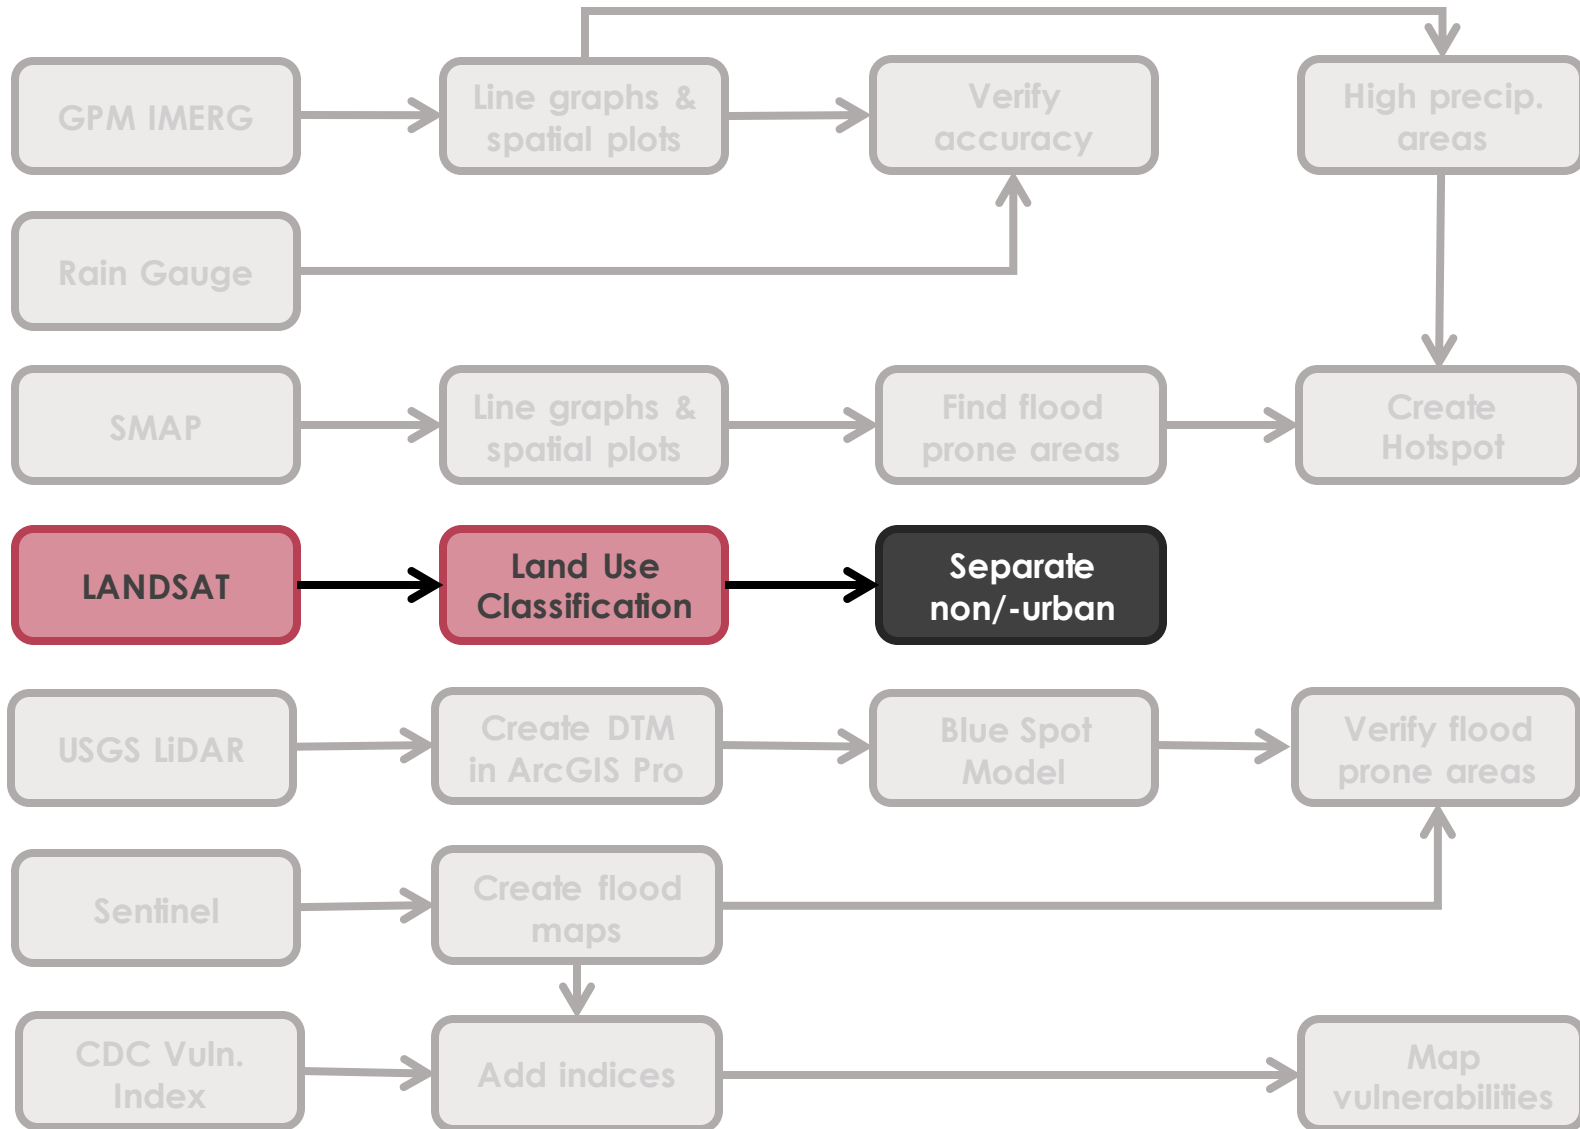 GPM IMERG
Line graphs &
spatial plots
Verify
accuracy
High precip.
areas
Rain Gauge
SMAP
Line graphs &
spatial plots
Find flood
prone areas
Create
Hotspot
LANDSAT
Land Use
Classification
Separate
non/-urban
USGS LiDAR
Create DTM
in ArcGIS Pro
Blue Spot
Model
Verify flood
prone areas
Sentinel
Create flood
maps
CDC Vuln.
Index
Add indices
Map
vulnerabilities